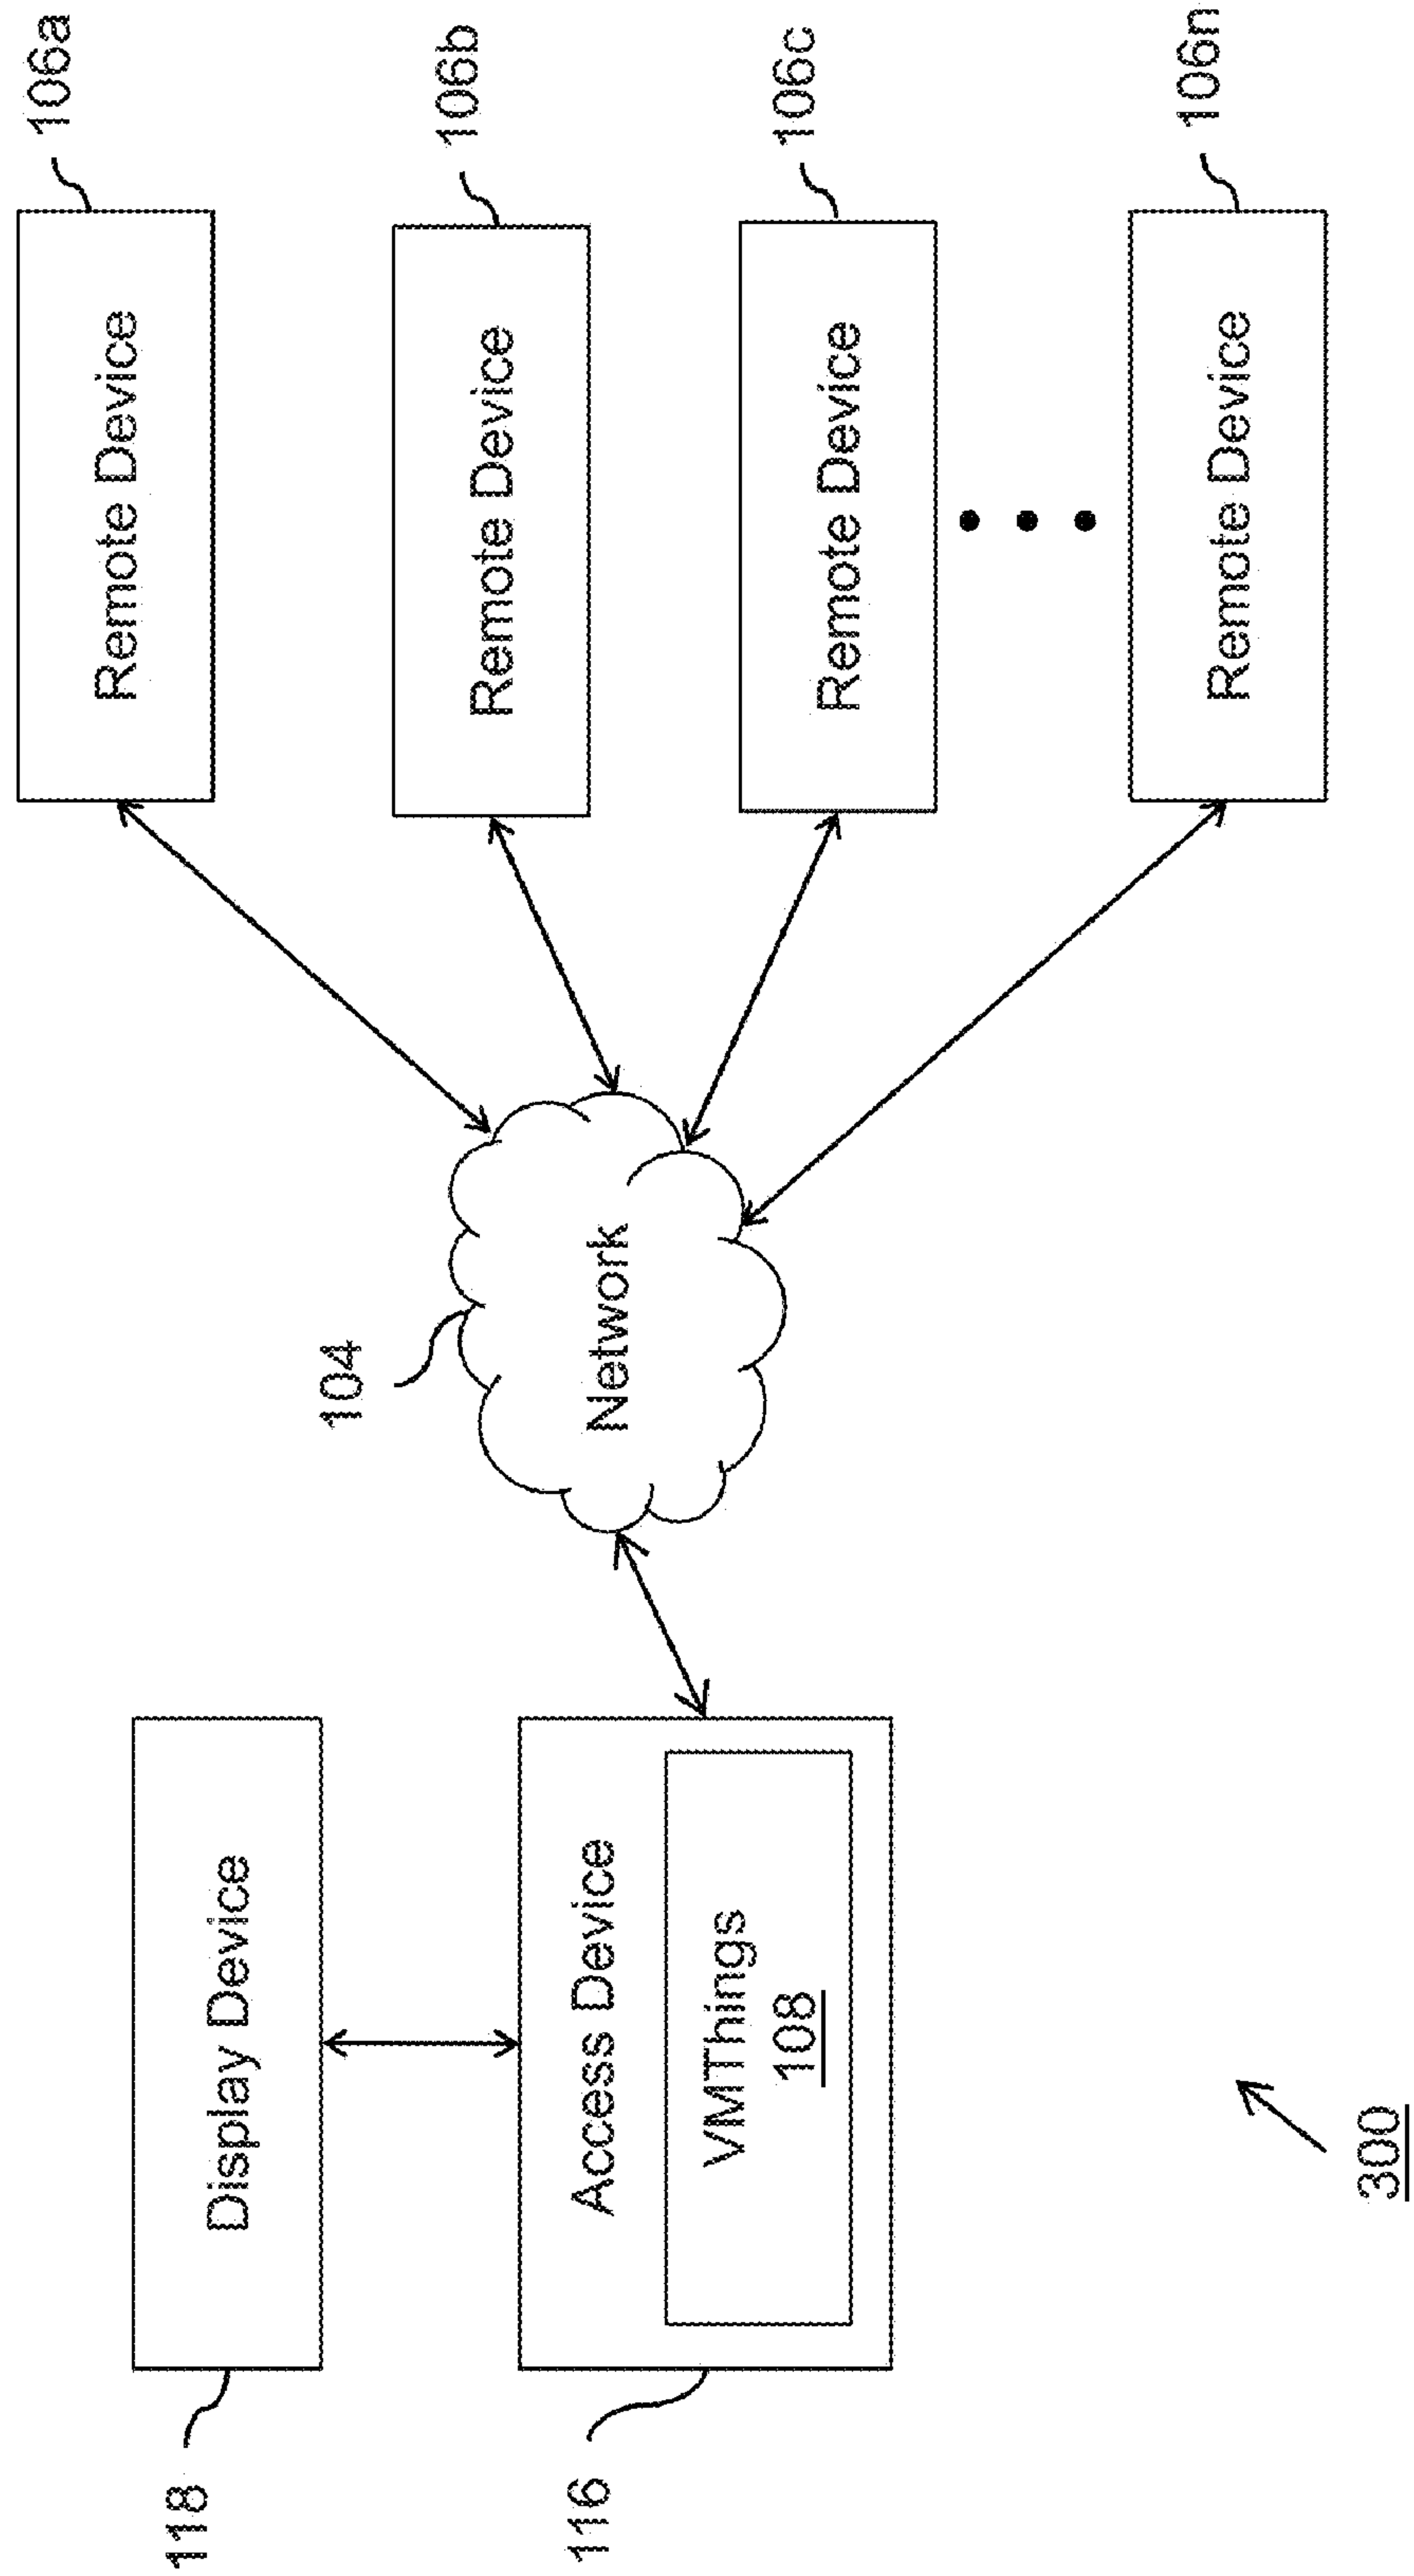 118
Display Device
116
Access Device
VMThings
108
104
Network
Remote Device
106a
Remote Device
106b
Remote Device
106c
Remote Device
106n
300